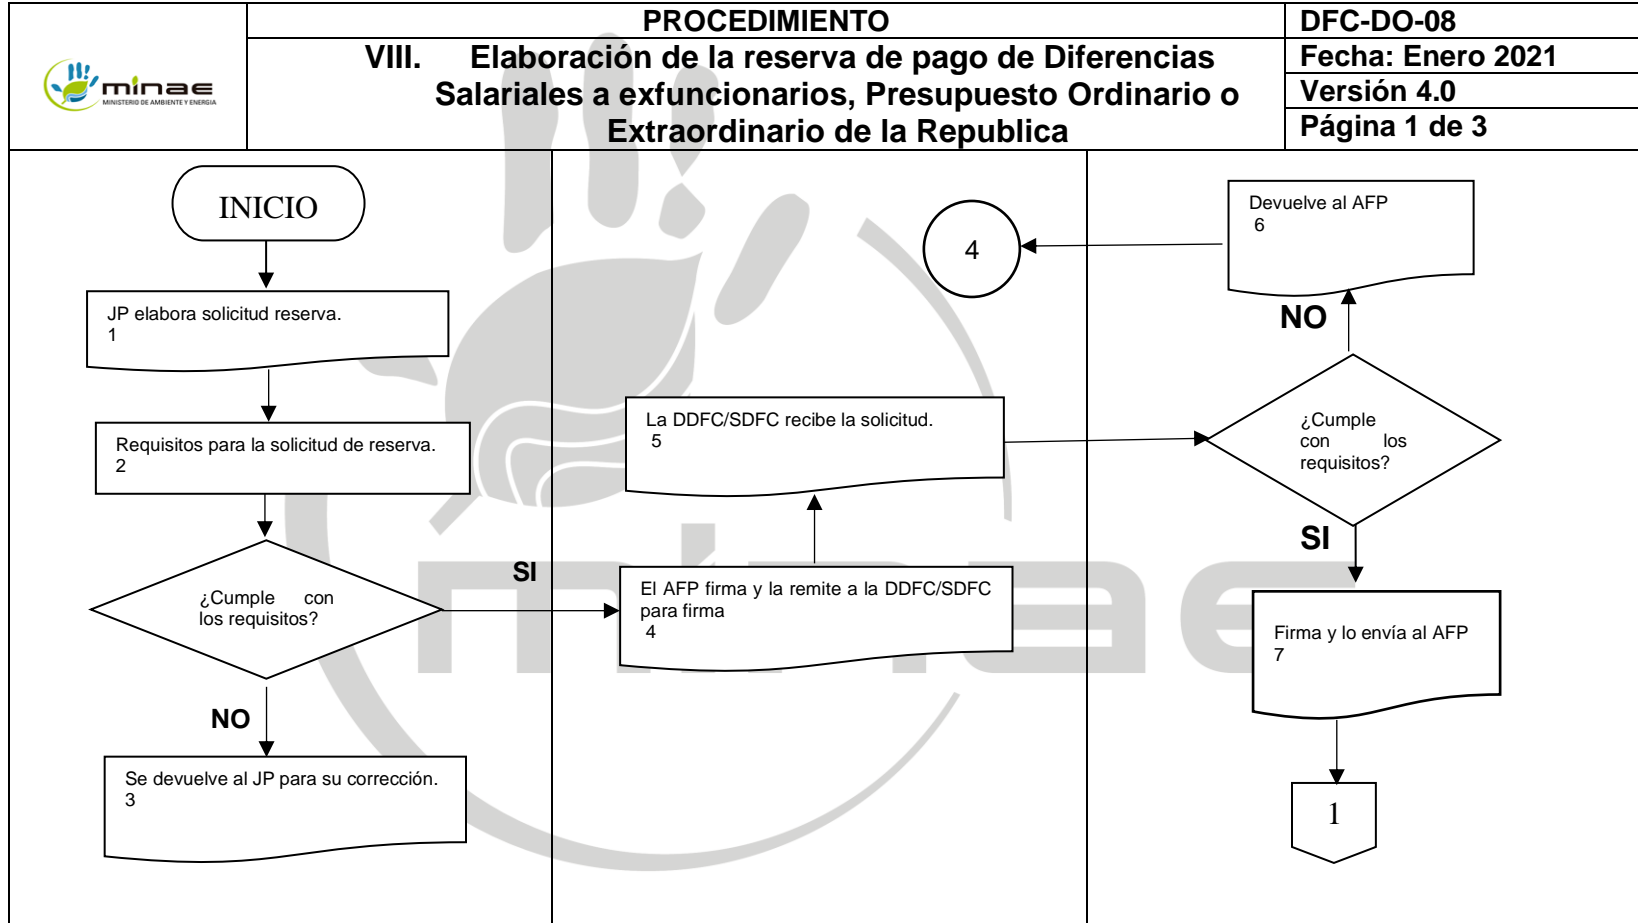 minae
MINISTERIO DE AMBIENTE Y ENERGIA
PROCEDIMIENTO
VIII. Elaboración de la reserva de pago de Diferencias
Salariales a exfuncionarios, Presupuesto Ordinario o
Extraordinario de la Republica
DFC-DO-08
Fecha: Enero 2021
Versión 4.0
Página 1 de 3
INICIO
JP elabora solicitud reserva.
1
Requisitos para la solicitud de reserva.
2
¿Cumple con
los requisitos?
SI
NO
Se devuelve al JP para su corrección.
3
4
La DDFC/SDFC recibe la solicitud.
5
El AFP firma y la remite a la DDFC/SDFC
para firma
4
Devuelve al AFP
6
NO
¿Cumple
con los
requisitos?
SI
Firma y lo envía al AFP
7
1
minae